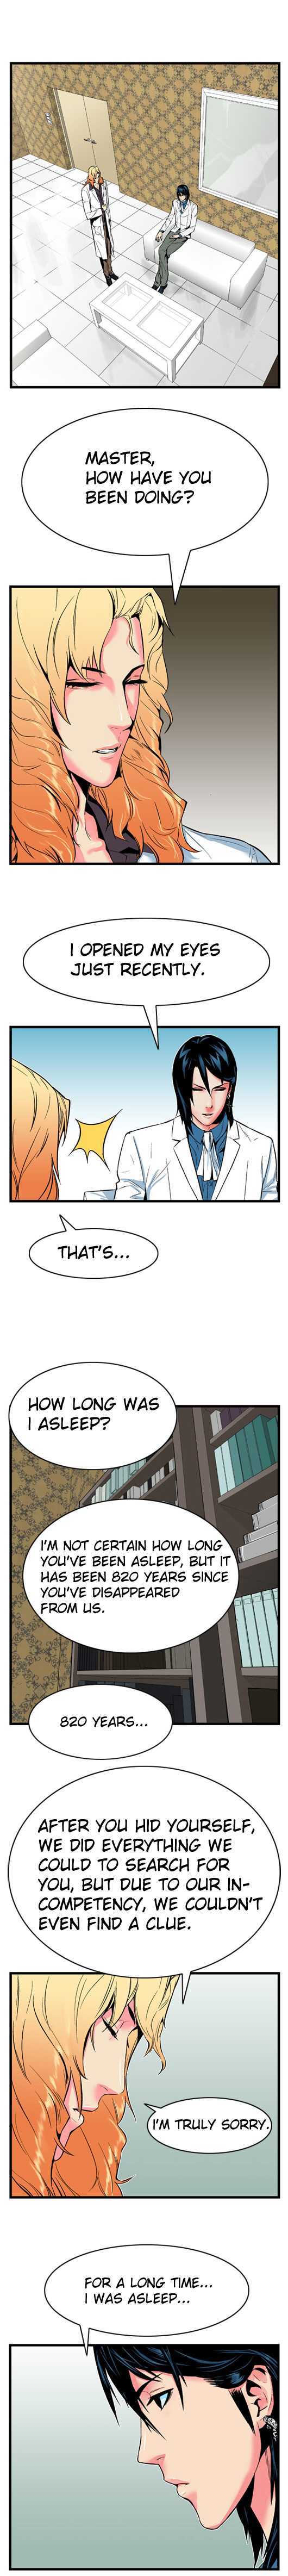 MASTER,
HOW HAVE YOU
BEEN DOING?
I OPENED MY EYES
JUST RECENTLY.
THAT'S...
HOW LONG WAS
I ASLEEP?
I'M NOT CERTAIN HOW LONG
YOU'VE BEEN ASLEEP, BUT IT
HAS BEEN 820 YEARS SINCE
YOU'VE DISAPPEARED
FROM US.
820 YEARS...
AFTER YOU HID YOURSELF,
WE DID EVERYTHING WE
COULD TO SEARCH FOR
YOU, BUT DUE TO OUR IN-
COMPETENCY, WE COULDN'T
EVEN FIND A CLUE.
I'M TRULY SORRY.
FOR A LONG TIME...
I WAS ASLEEP...